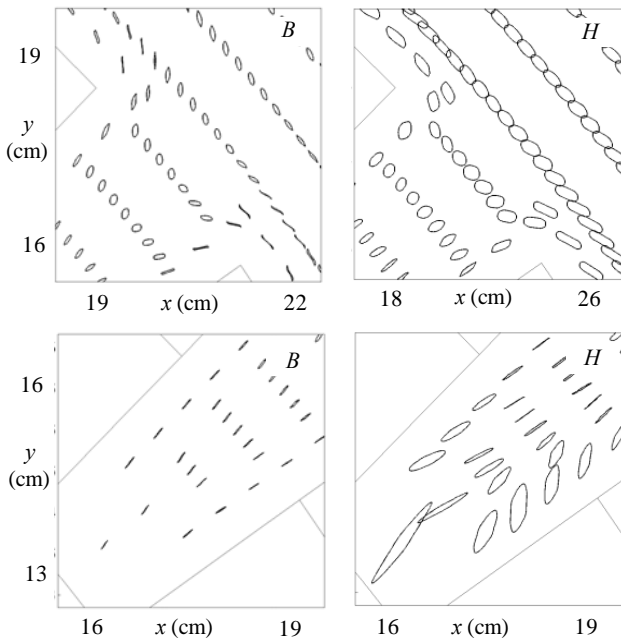 B
H
19
y
(cm)
16
19 x (cm) 22
18 x (cm) 26
B
H
16
y
(cm)
13
16 x (cm) 19
16 x (cm) 19